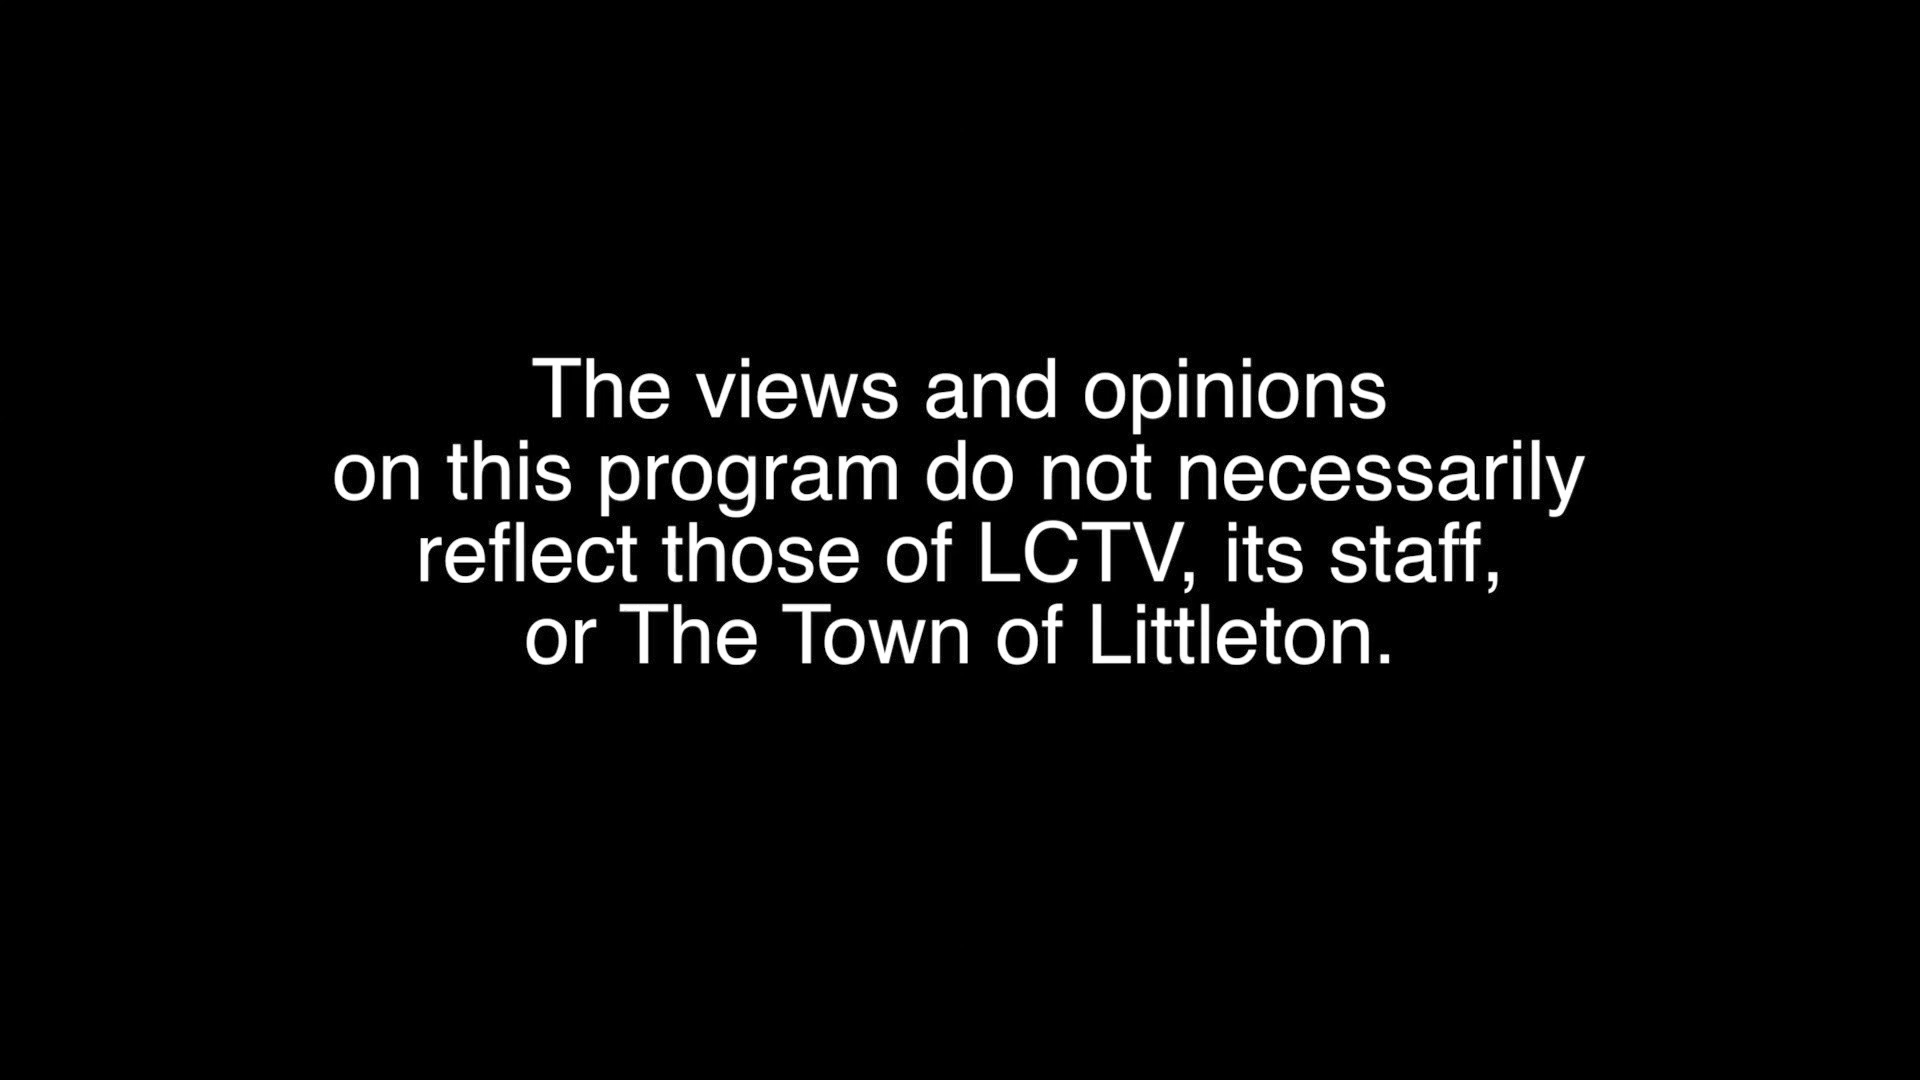 The views and opinions
on this program do not necessarily
reflect those of LCTV, its staff,
or The Town of Littleton.